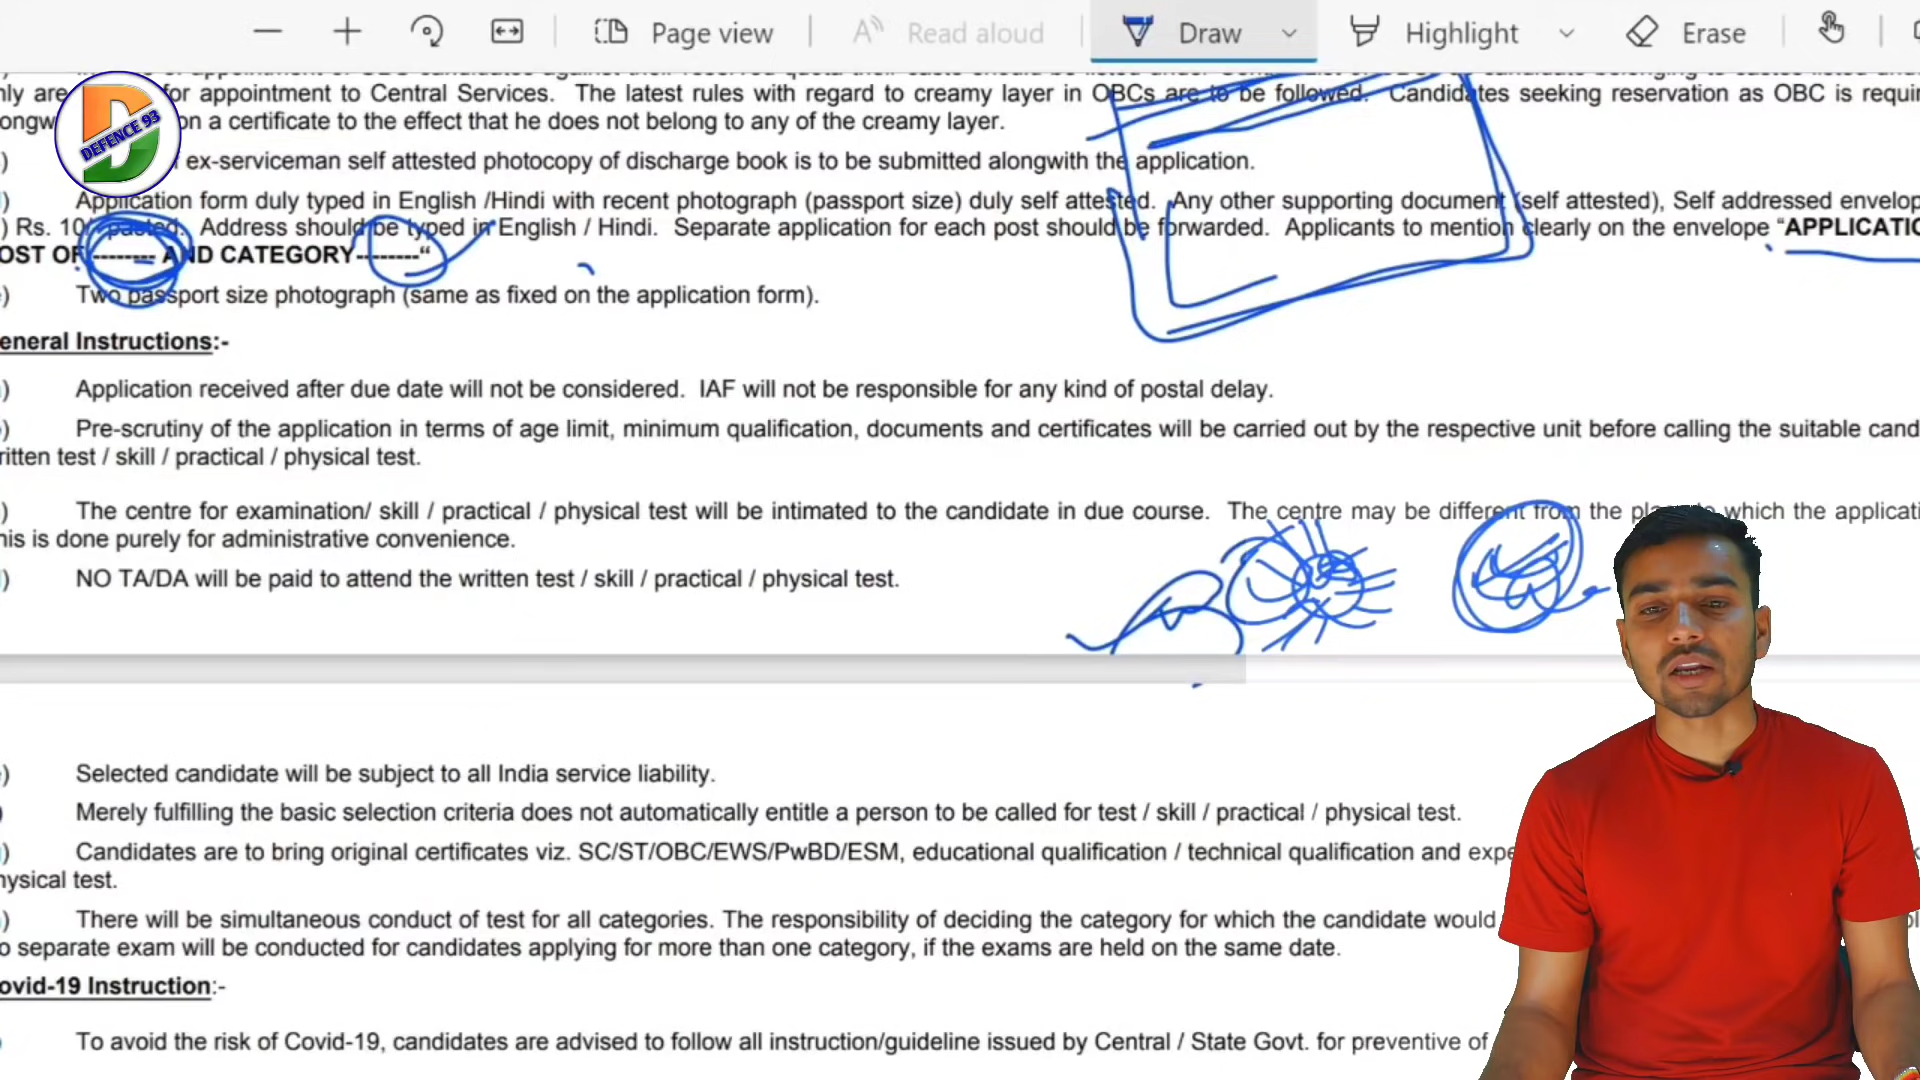 Page view
Read aloud
Draw
Highlight
Erase
for appointment to Central Services. The latest rules with regard to creamy layer in OBCs are to be followed. Candidates seeking reservation as OBC is
on a certificate to the effect that he does not belong to any of the creamy layer.
DEFENCE 93
ex-serviceman self attested photocopy of discharge book is to be submitted alongwith the application.
Application form duly typed in English /Hindi with recent photograph (passport size) duly self attested. Any other supporting document (self attested), Self addressed
) Rs. 10/- pasted. Address should be typed in English / Hindi. Separate application for each post should be forwarded. Applicants to mention clearly on the envelope “APPLICATIO
OST OF -------- AND CATEGORY--------“
Two passport size photograph (same as fixed on the application form).
eneral Instructions:-
Application received after due date will not be considered. IAF will not be responsible for any kind of postal delay.
Pre-scrutiny of the application in terms of age limit, minimum qualification, documents and certificates will be carried out by the respective unit before calling the suitable cand
ritten test / skill / practical / physical test.
The centre for examination/ skill / practical / physical test will be intimated to the candidate in due course. The centre may be different from the which the applicati
his is done purely for administrative convenience.
NO TA/DA will be paid to attend the written test / skill / practical / physical test.
Selected candidate will be subject to all India service liability.
Merely fulfilling the basic selection criteria does not automatically entitle a person to be called for test / skill / practical / physical test.
Candidates are to bring original certificates viz. SC/ST/OBC/EWS/PwBD/ESM, educational qualification / technical qualification and expe
hysical test.
There will be simultaneous conduct of test for all categories. The responsibility of deciding the category for which the candidate would
o separate exam will be conducted for candidates applying for more than one category, if the exams are held on the same date.
ovid-19 Instruction:-
To avoid the risk of Covid-19, candidates are advised to follow all instruction/guideline issued by Central / State Govt. for preventive of